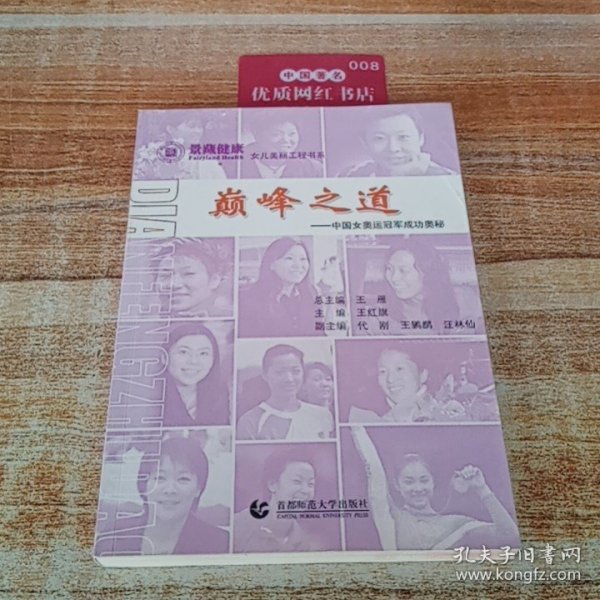 008
中国著名
优质网红书店
景藏健康
Fairyland Health
女儿美丽工程书系
巅峰之道
——中国女奥运冠军成功奥秘
总主编 王雁
主编 王红旗
副主编 代刚 王鹏鹋 汪林仙
DIANFENGZHIDAO
首都师范大学出版社
CAPITAL NORMAL UNIVERSITY PRESS
孔夫子旧书网
www.kongfz.com